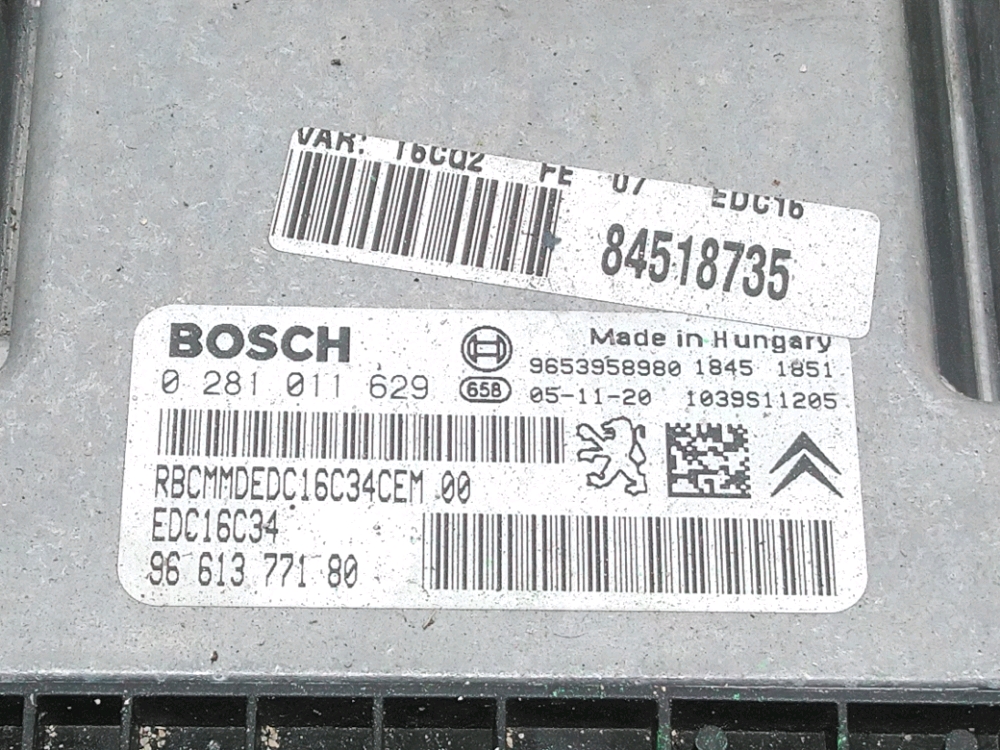 VAR: 16CQ2 FE 07 EDC16
84518735
BOSCH
Made in Hungary
0 281 011 629
9653958980 1845 1851
658
05-11-20 1039S11205
RBCMMDEDC16C34CEM 00
EDC16C34
96 613 771 80